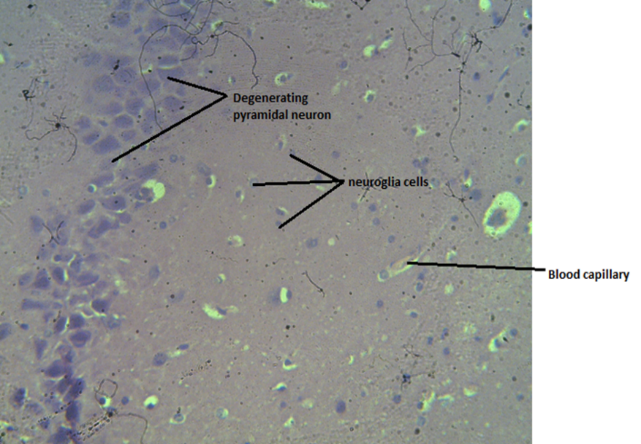 Degenerating
pyramidal neuron
neuroglia cells
Blood capillary